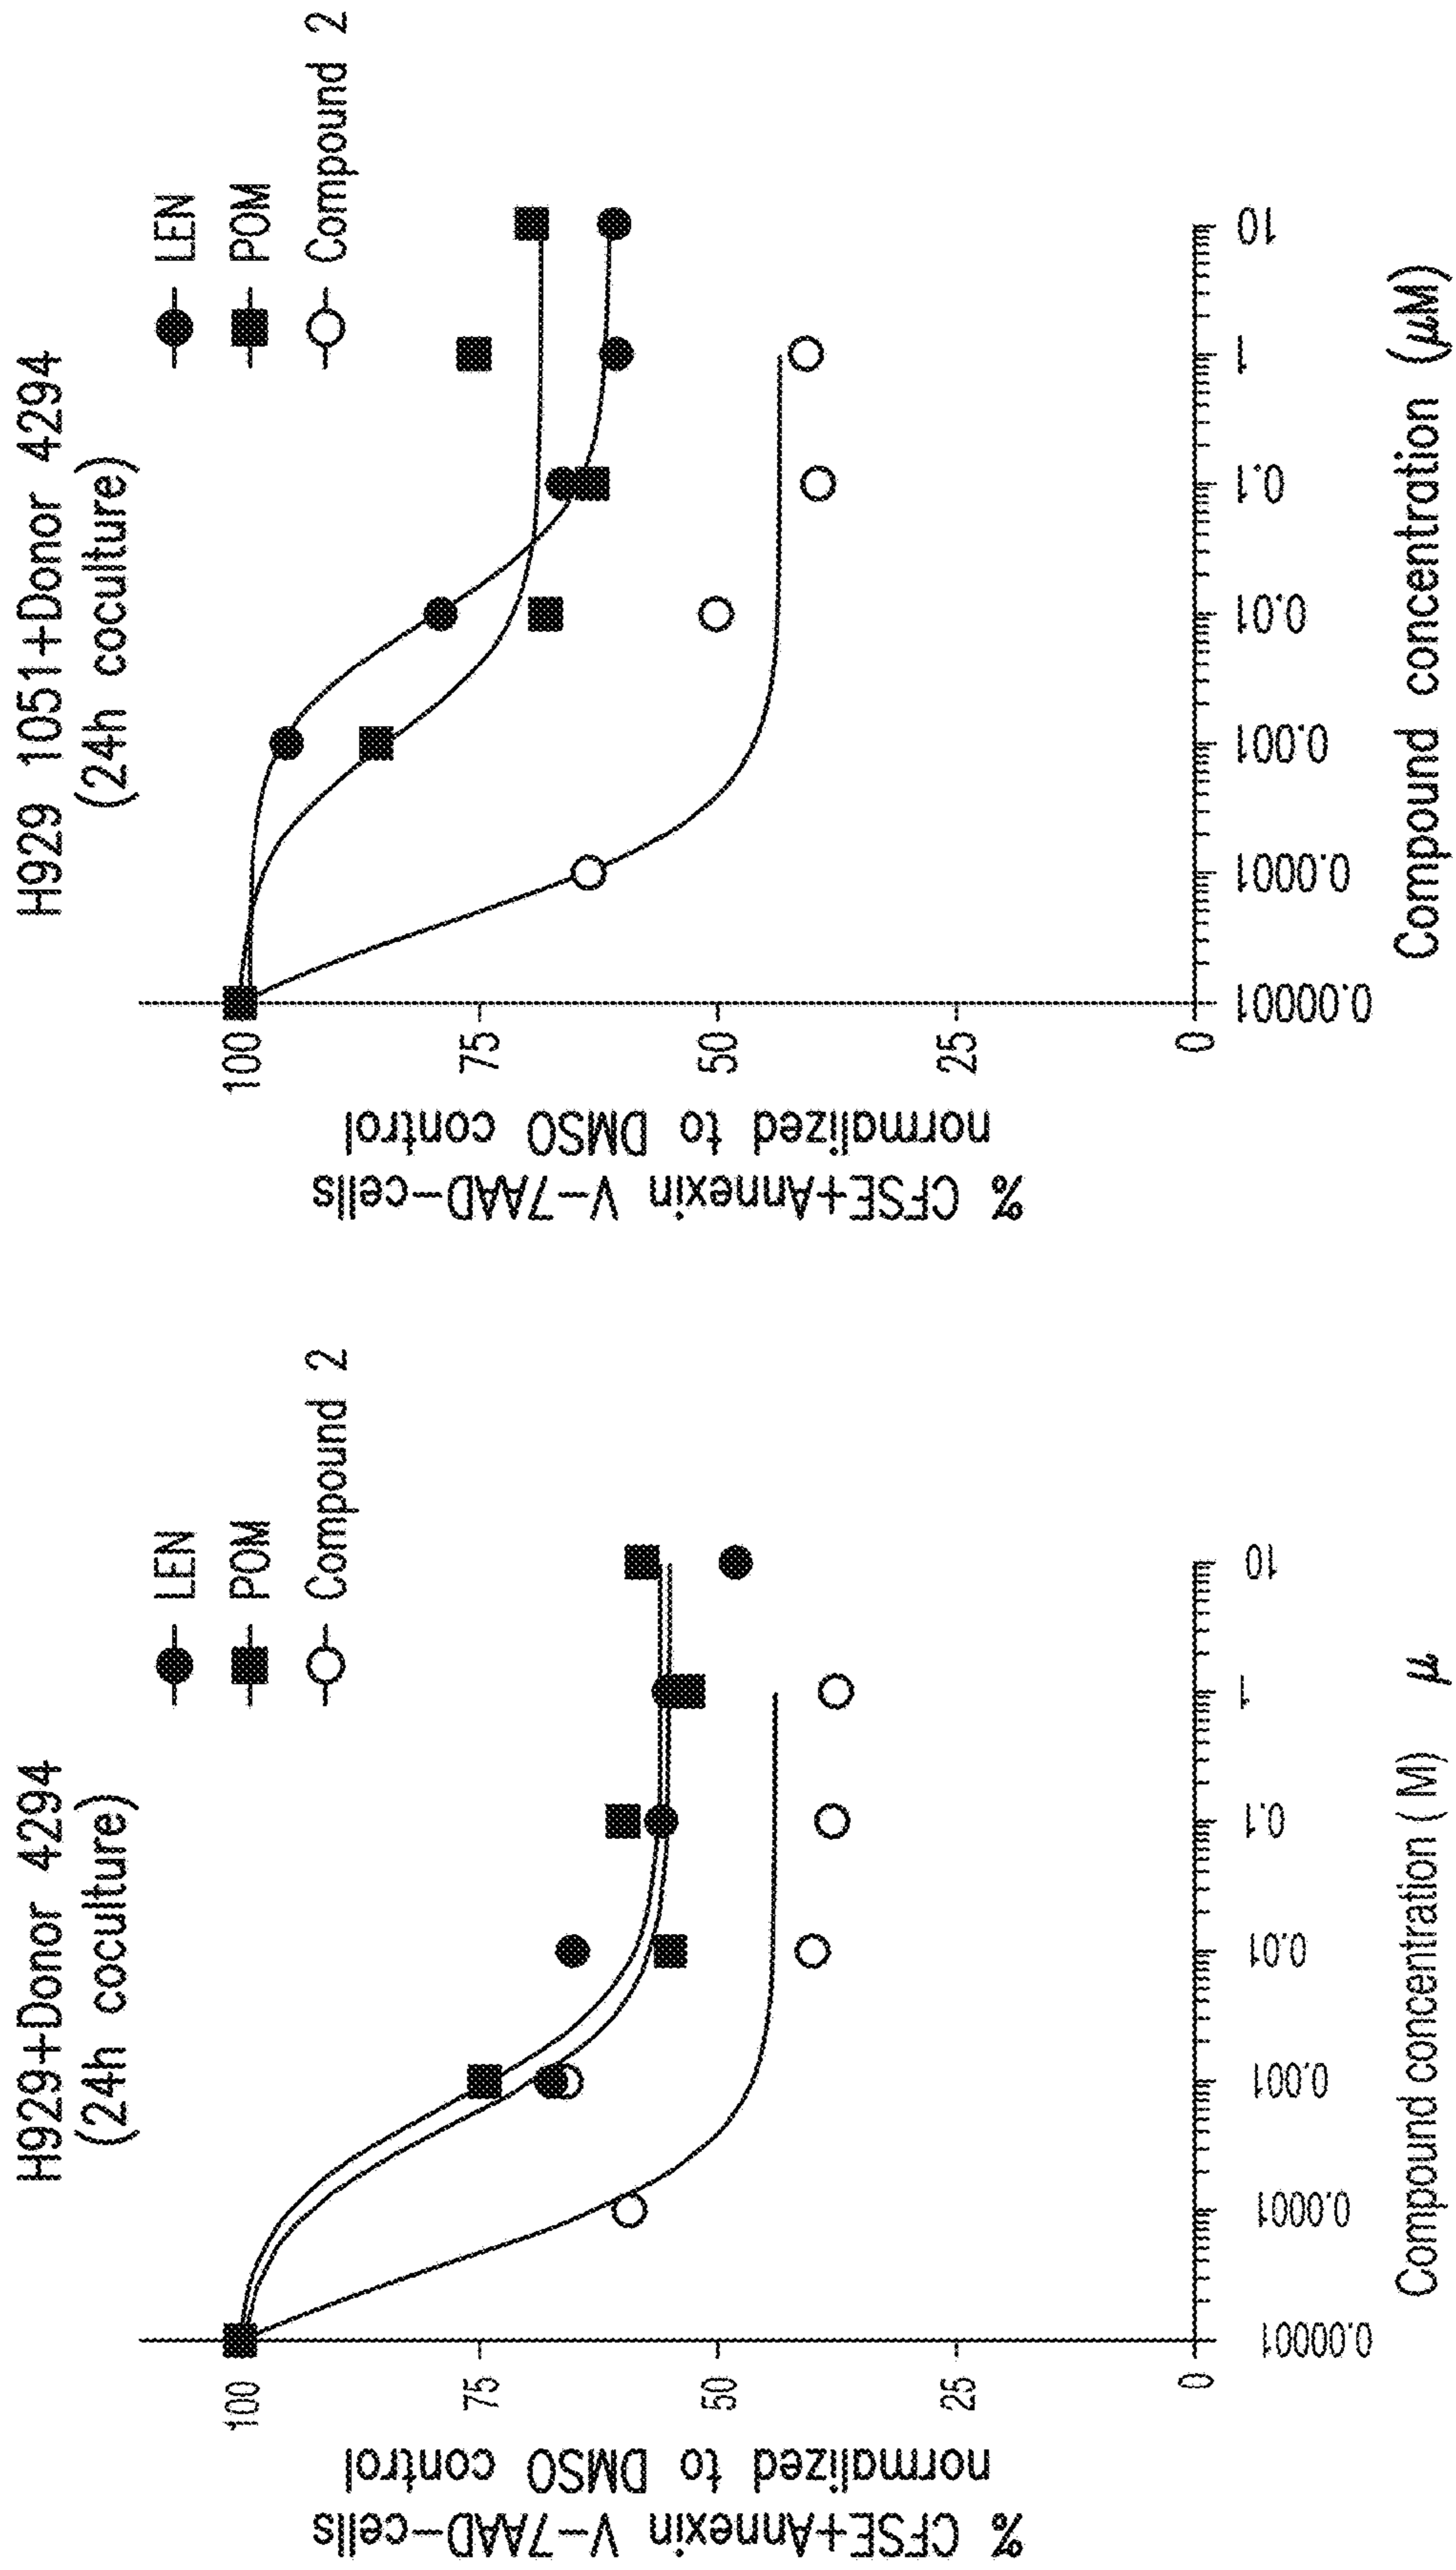 H929+Donor 4294
(24h coculture)
LEN
POM
Compound 2
% CFSE+Annexin V-7AAD-cells
normalized to DMSO control
100
75
50
25
0
0.00001
0.0001
0.001
0.01
0.1
1
10
Compound concentration ( M) μ
H929 1051+Donor 4294
(24h coculture)
LEN
POM
Compound 2
% CFSE+Annexin V-7AAD-cells
normalized to DMSO control
100
75
50
25
0
0.00001
0.0001
0.001
0.01
0.1
1
10
Compound concentration (μM)